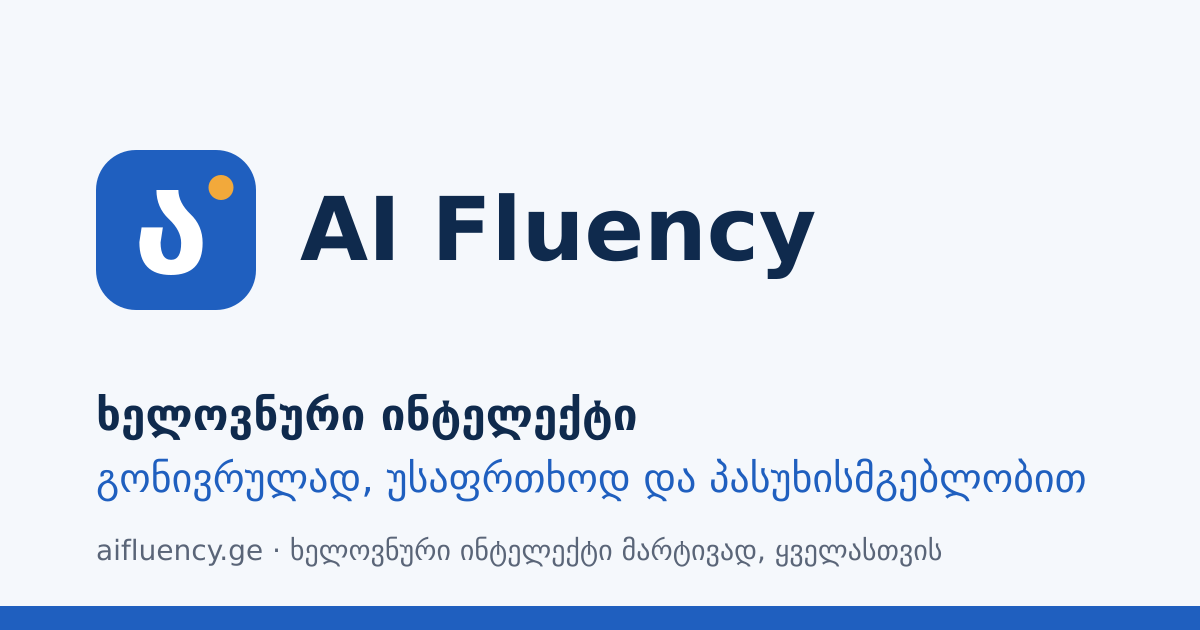 ა
AI Fluency
ხელოვნური ინტელექტი
გონივრულად, უსაფრთხოდ და პასუხისმგებლობით
aifluency.ge · ხელოვნური ინტელექტი მარტივად, ყველასთვის